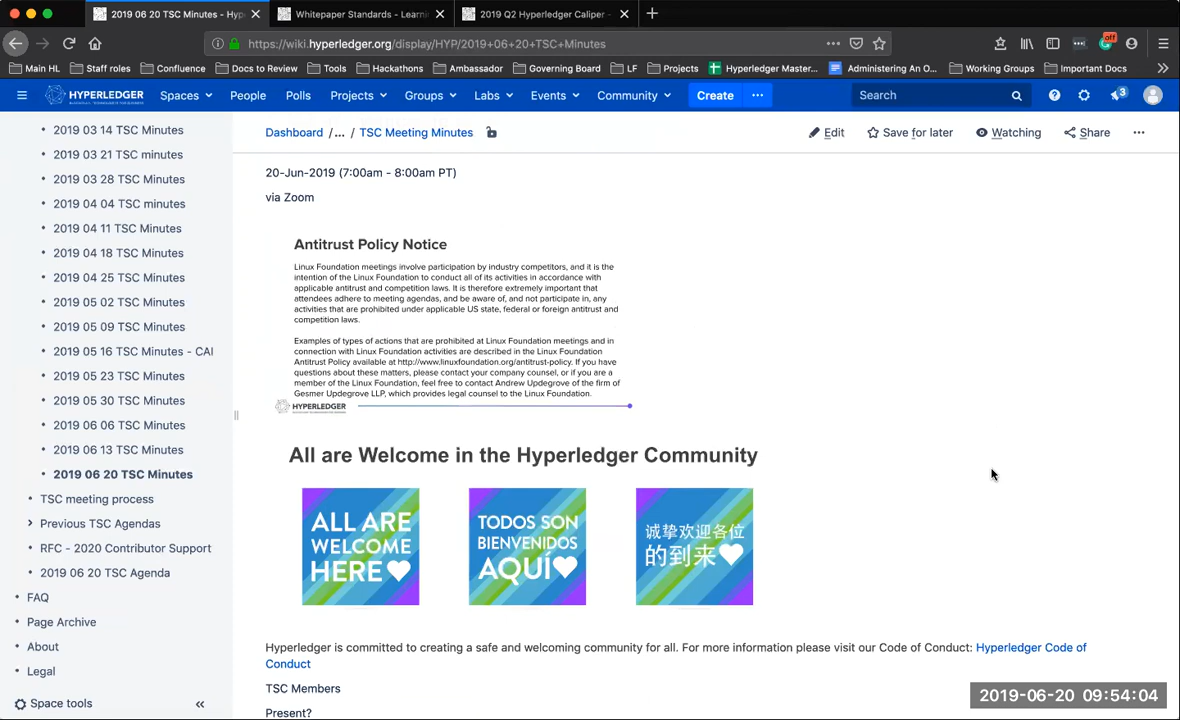 2019 06 20 TSC Minutes - Hyp
Whitepaper Standards - Learni
2019 Q2 Hyperledger Caliper -
https://wiki.hyperledger.org/display/HYP/2019+06+20+TSC+Minutes
off
Main HL
Staff roles
Confluence
Docs to Review
Tools
Hackathons
Ambassador
Governing Board
LF
Projects
Hyperledger Master...
Administering An O...
Working Groups
Important Docs
HYPERLEDGER
Spaces
People
Polls
Projects
Groups
Labs
Events
Community
Create
Search
3
2019 03 14 TSC Minutes
2019 03 21 TSC minutes
2019 03 28 TSC Minutes
2019 04 04 TSC minutes
2019 04 11 TSC Minutes
2019 04 18 TSC Minutes
2019 04 25 TSC Minutes
2019 05 02 TSC Minutes
2019 05 09 TSC Minutes
2019 05 16 TSC Minutes - CAI
2019 05 23 TSC Minutes
2019 05 30 TSC Minutes
2019 06 06 TSC Minutes
2019 06 13 TSC Minutes
2019 06 20 TSC Minutes
TSC meeting process
Previous TSC Agendas
RFC - 2020 Contributor Support
2019 06 20 TSC Agenda
FAQ
Page Archive
About
Legal
Space tools
Dashboard /... / TSC Meeting Minutes
Edit
Save for later
Watching
Share
20-Jun-2019 (7:00am - 8:00am PT)
via Zoom
Antitrust Policy Notice
Linux Foundation meetings involve participation by industry competitors, and it is the
intention of the Linux Foundation to conduct all of its activities in accordance with
applicable antitrust and competition laws. It is therefore extremely important that
attendees adhere to meeting agendas, and be aware of, and not participate in, any
activities that are prohibited under applicable US state, federal or foreign antitrust and
competition laws.
Examples of types of actions that are prohibited at Linux Foundation meetings and in
connection with Linux Foundation activities are described in the Linux Foundation
Antitrust Policy available at http://www.linuxfoundation.org/antitrust-policy. If you have
questions about these matters, please contact your company counsel, or if you are a
member of the Linux Foundation, feel free to contact Andrew Updegrove of the firm of
Gesmer Updegrove LLP, which provides legal counsel to the Linux Foundation.
HYPERLEDGER
All are Welcome in the Hyperledger Community
ALL ARE
WELCOME
HERE
TODOS SON
BIENVENIDOS
AQUÍ
诚挚欢迎各位
的到来
Hyperledger is committed to creating a safe and welcoming community for all. For more information please visit our Code of Conduct: Hyperledger Code of
Conduct
TSC Members
Present?
2019-06-20 09:54:04